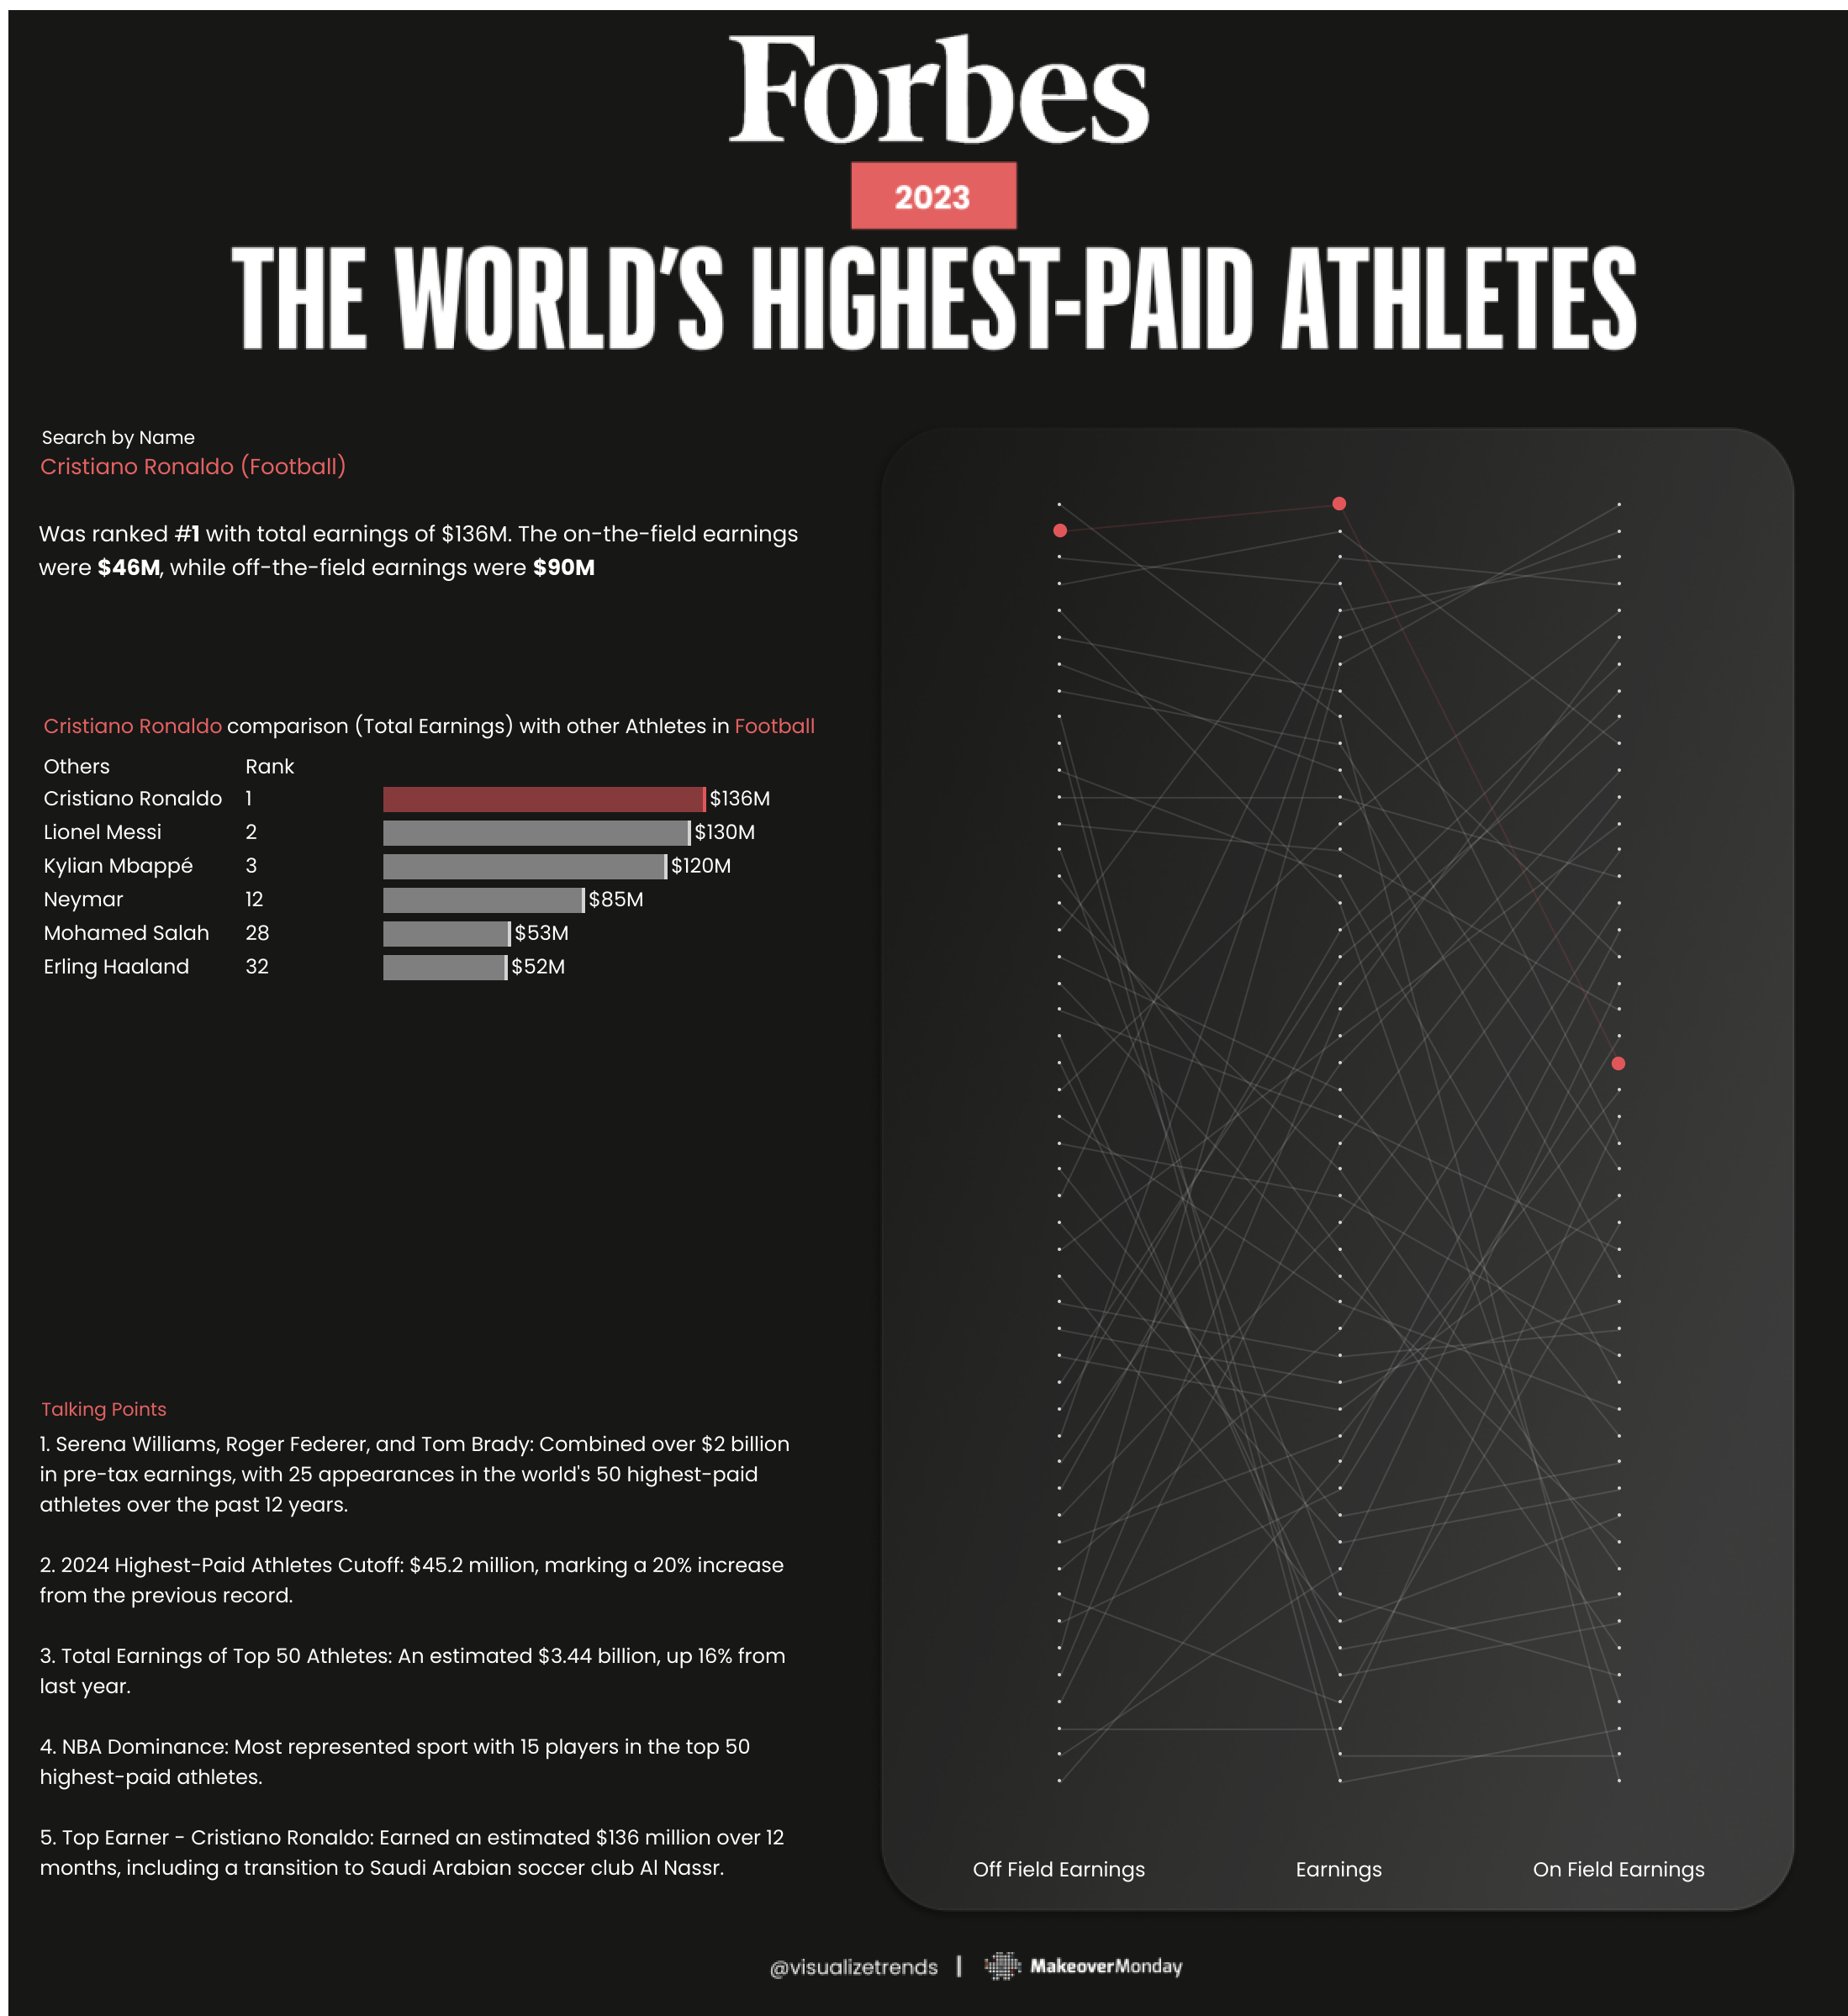 Forbes
2023
THE WORLD'S HIGHEST-PAID ATHLETES
Search by Name
Cristiano Ronaldo (Football)
Was ranked #1 with total earnings of $136M. The on-the-field earnings
were $46M, while off-the-field earnings were $90M
Cristiano Ronaldo comparison (Total Earnings) with other Athletes in Football
Others Rank
Cristiano Ronaldo 1 $136M
Lionel Messi 2 $130M
Kylian Mbappé 3 $120M
Neymar 12 $85M
Mohamed Salah 28 $53M
Erling Haaland 32 $52M
Talking Points
1. Serena Williams, Roger Federer, and Tom Brady: Combined over $2 billion
in pre-tax earnings, with 25 appearances in the world's 50 highest-paid
athletes over the past 12 years.
2. 2024 Highest-Paid Athletes Cutoff: $45.2 million, marking a 20% increase
from the previous record.
3. Total Earnings of Top 50 Athletes: An estimated $3.44 billion, up 16% from
last year.
4. NBA Dominance: Most represented sport with 15 players in the top 50
highest-paid athletes.
5. Top Earner - Cristiano Ronaldo: Earned an estimated $136 million over 12
months, including a transition to Saudi Arabian soccer club Al Nassr.
Off Field Earnings Earnings On Field Earnings
@visualizetrends | MakeoverMonday